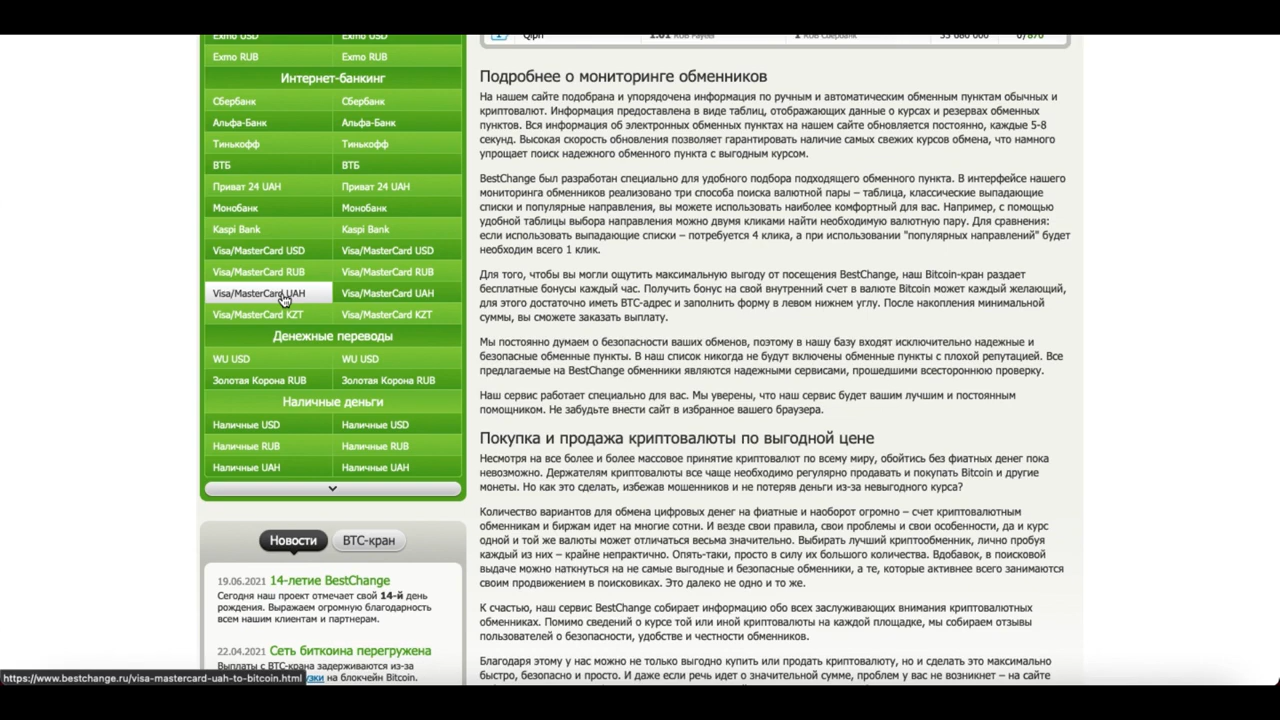 Exmo USD Exmo USD
Qiphi 1.01 RUB Payeer 1 RUB Сбербанк 0/870
Exmo RUB Exmo RUB
Интернет-банкинг
Сбербанк Сбербанк
Альфа-Банк Альфа-Банк
Тинькофф Тинькофф
ВТБ ВТБ
Приват 24 UAH Приват 24 UAH
Монобанк Монобанк
Kaspi Bank Kaspi Bank
Visa/MasterCard USD Visa/MasterCard USD
Visa/MasterCard RUB Visa/MasterCard RUB
Visa/MasterCard UAH Visa/MasterCard UAH
Visa/MasterCard KZT Visa/MasterCard KZT
Денежные переводы
WU USD WU USD
Золотая Корона RUB Золотая Корона RUB
Наличные деньги
Наличные USD Наличные USD
Наличные RUB Наличные RUB
Наличные UAH Наличные UAH
Новости BTC-кран
19.06.2021 14-летие BestChange
Сегодня наш проект отмечает свой 14-й день
рождения. Выражаем огромную благодарность
всем нашим клиентам и партнерам.
22.04.2021 Сеть биткоина перегружена
Выплаты с BTC-крана задерживаются из-за
узки на блокчейн Bitcoin.
Подробнее о мониторинге обменников
На нашем сайте подобрана и упорядочена информация по ручным и автоматическим обменным пунктам обычных и
криптовалют. Информация предоставлена в виде таблиц, отображающих данные о курсах и резервах обменных
пунктов. Вся информация об электронных обменных пунктах на нашем сайте обновляется постоянно, каждые 5-8
секунд. Высокая скорость обновления позволяет гарантировать наличие самых свежих курсов обмена, что намного
упрощает поиск надежного обменного пункта с выгодным курсом.
BestChange был разработан специально для удобного подбора подходящего обменного пункта. В интерфейсе нашего
мониторинга обменников реализовано три способа поиска валютной пары – таблица, классические выпадающие
списки и популярные направления, вы можете использовать наиболее комфортный для вас. Например, с помощью
удобной таблицы выбора направления можно двумя кликами найти необходимую валютную пару. Для сравнения:
если использовать выпадающие списки – потребуется 4 клика, а при использовании "популярных направлений" будет
необходим всего 1 клик.
Для того, чтобы вы могли ощутить максимальную выгоду от посещения BestChange, наш Bitcoin-кран раздает
бесплатные бонусы каждый час. Получить бонус на свой внутренний счет в валюте Bitcoin может каждый желающий,
для этого достаточно иметь BTC-адрес и заполнить форму в левом нижнем углу. После накопления минимальной
суммы, вы сможете заказать выплату.
Мы постоянно думаем о безопасности ваших обменов, поэтому в нашу базу входят исключительно надежные и
безопасные обменные пункты. В наш список никогда не будут включены обменные пункты с плохой репутацией. Все
предлагаемые на BestChange обменники являются надежными сервисами, прошедшими всестороннюю проверку.
Наш сервис работает специально для вас. Мы уверены, что наш сервис будет вашим лучшим и постоянным
помощником. Не забудьте внести сайт в избранное вашего браузера.
Покупка и продажа криптовалюты по выгодной цене
Несмотря на все более и более массовое принятие криптовалют по всему миру, обойтись без фиатных денег пока
невозможно. Держателям криптовалюты все чаще необходимо регулярно продавать и покупать Bitcoin и другие
монеты. Но как это сделать, избежав мошенников и не потеряв деньги из-за невыгодного курса?
Количество вариантов для обмена цифровых денег на фиатные и наоборот огромно – счет криптовалютным
обменникам и биржам идет на многие сотни. И везде свои правила, свои проблемы и свои особенности, да и курс
одной и той же валюты может отличаться весьма значительно. Выбирать лучший криптообменник, лично пробуя
каждый из них – крайне непрактично. Опять-таки, просто в силу их большого количества. Вдобавок, в поисковой
выдаче можно наткнуться на не самые выгодные и безопасные обменники, а те, которые активнее всего занимаются
своим продвижением в поисковиках. Это далеко не одно и то же.
К счастью, наш сервис BestChange собирает информацию обо всех заслуживающих внимания криптовалютных
обменниках. Помимо сведений о курсе той или иной криптовалюты на каждой площадке, мы собираем отзывы
пользователей о безопасности, удобстве и честности обменников.
Благодаря этому у нас можно не только выгодно купить или продать криптовалюту, но и сделать это максимально
быстро, безопасно и просто. И даже если речь идет о значительной сумме, проблем у вас не возникнет – на сайте
https://www.bestchange.ru/visa-mastercard-uah-to-bitcoin.html